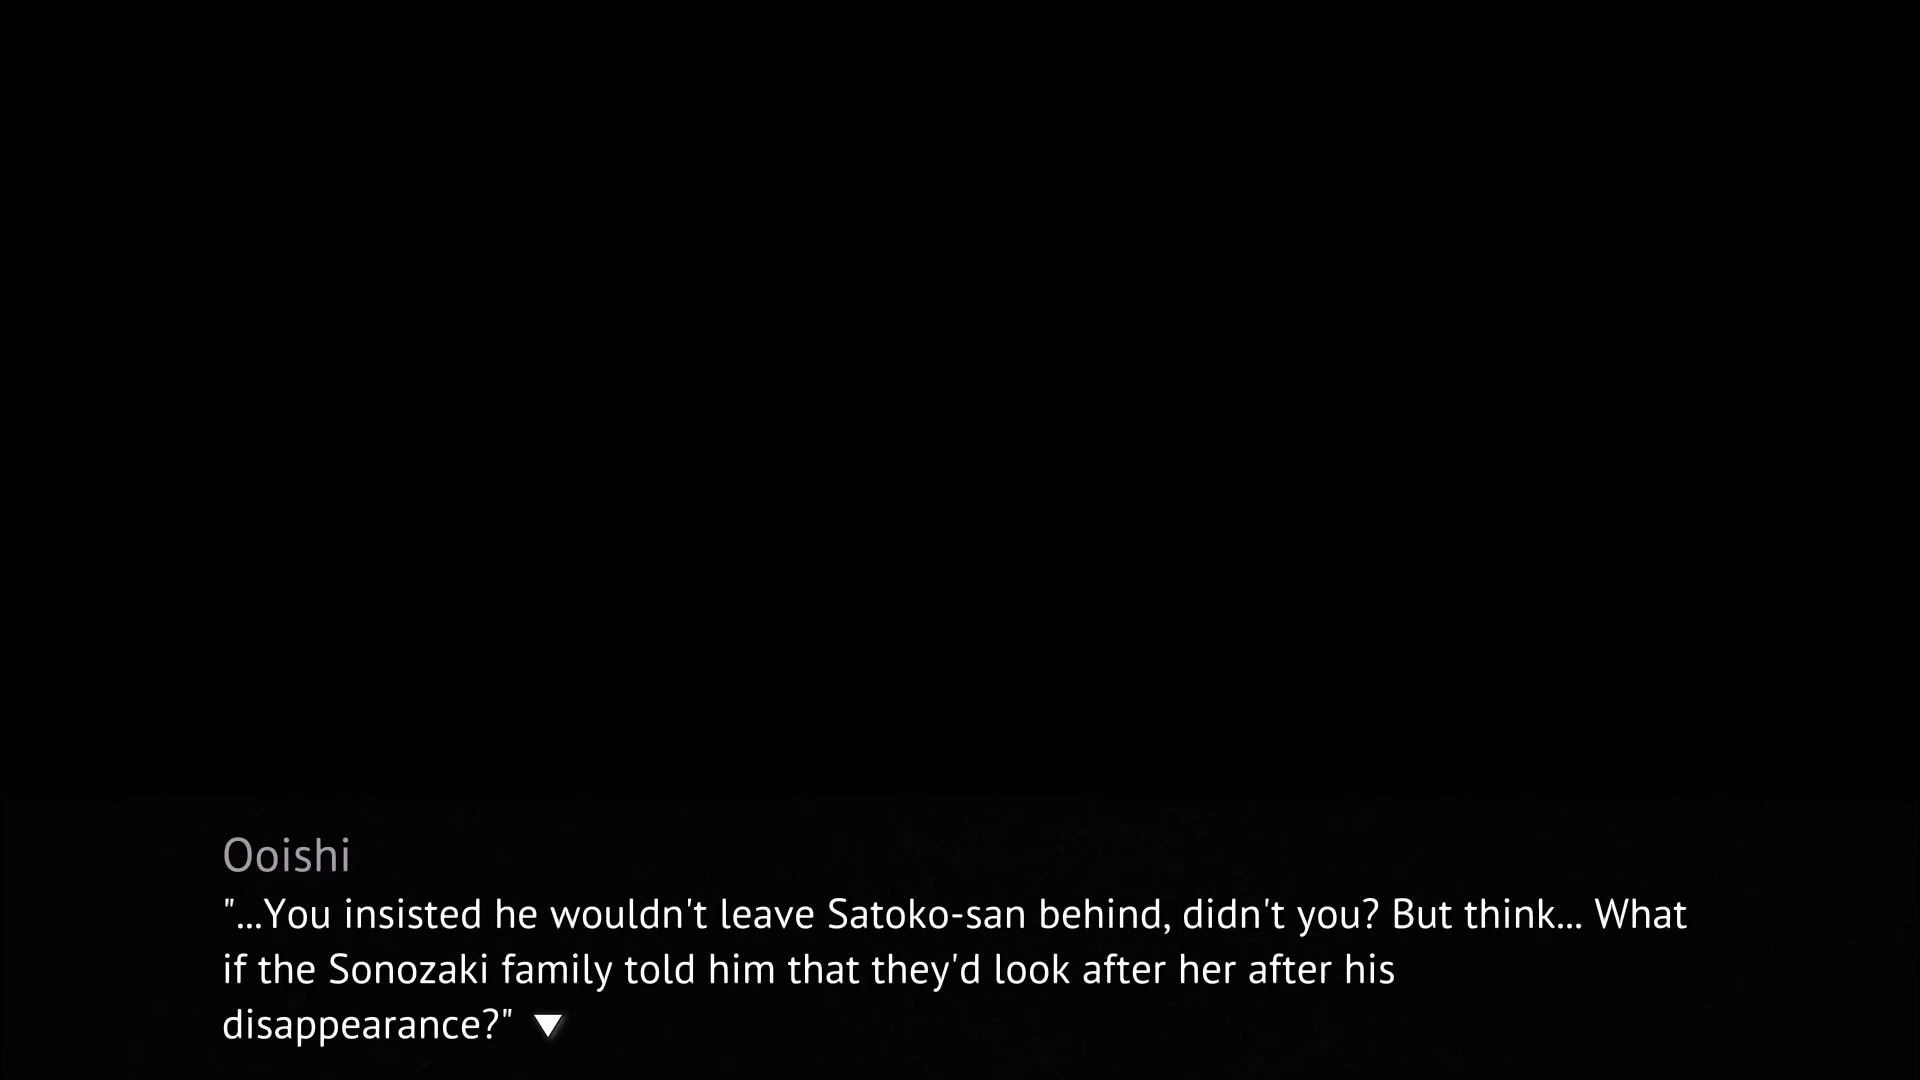 Ooishi
"...You insisted he wouldn't leave Satoko-san behind, didn't you? But think... What
if the Sonozaki family told him that they'd look after her after his
disappearance?"